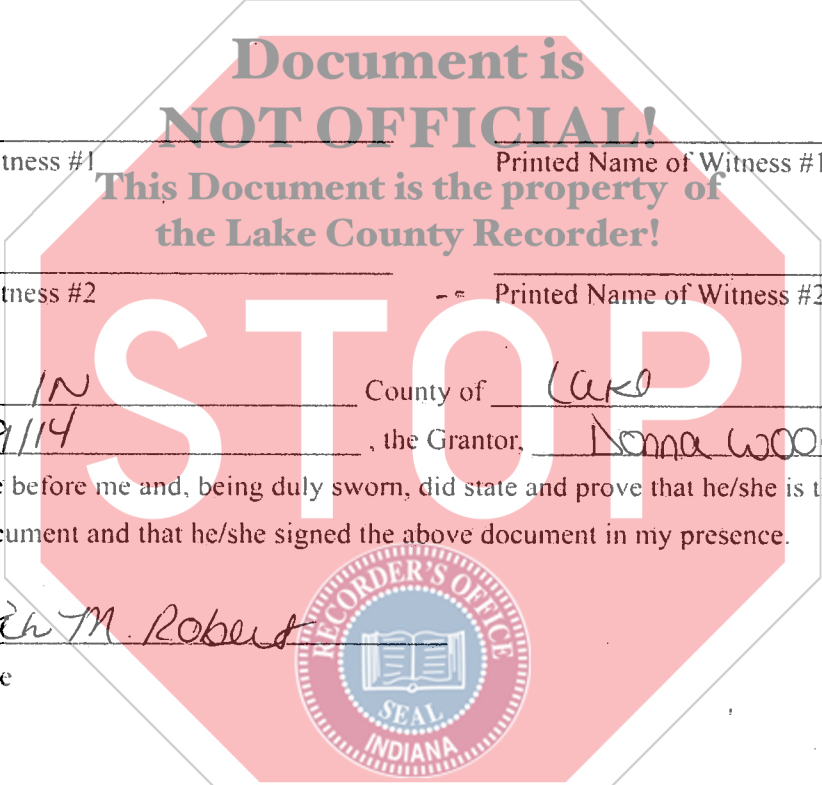 Document is
NOT OFFICIAL!
tness #1 Printed Name of Witness #1
This Document is the property of
the Lake County Recorder!
tness #2 Printed Name of Witness #2
STOP
IN County of Lake
9/14, the Grantor, Donna Woo
e before me and, being duly sworn, did state and prove that he/she is t
cument and that he/she signed the above document in my presence.
M. Robert
e
RECORDER'S OFFICE
SEAL
INDIANA